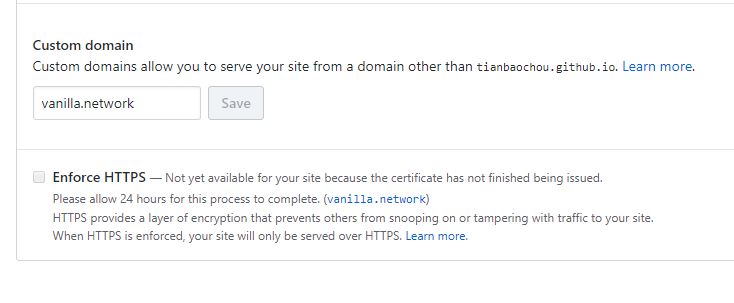 Custom domain
Custom domains allow you to serve your site from a domain other than tianbaochou.github.io. Learn more.
vanilla.network Save
Enforce HTTPS — Not yet available for your site because the certificate has not finished being issued.
Please allow 24 hours for this process to complete. (vanilla.network)
HTTPS provides a layer of encryption that prevents others from snooping on or tampering with traffic to your site.
When HTTPS is enforced, your site will only be served over HTTPS. Learn more.